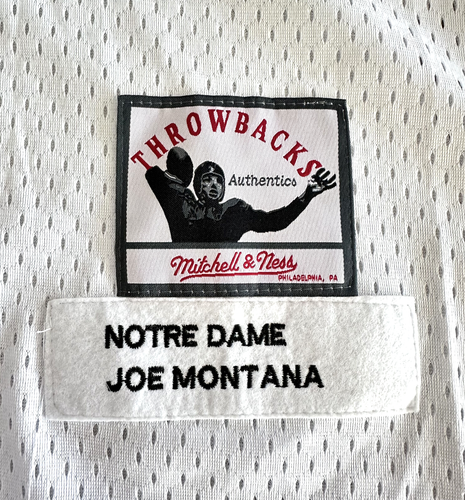 THROWBACKS
Authentics
Mitchell & Ness
PHILADELPHIA, PA
NOTRE DAME
JOE MONTANA